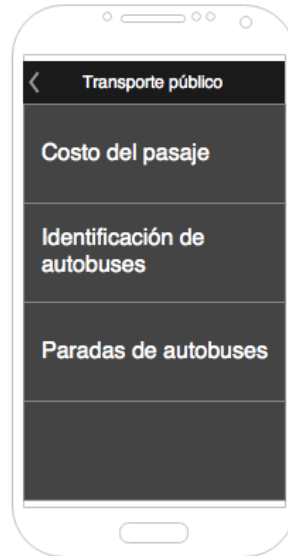 Transporte público
Costo del pasaje
Identificación de
autobuses
Paradas de autobuses